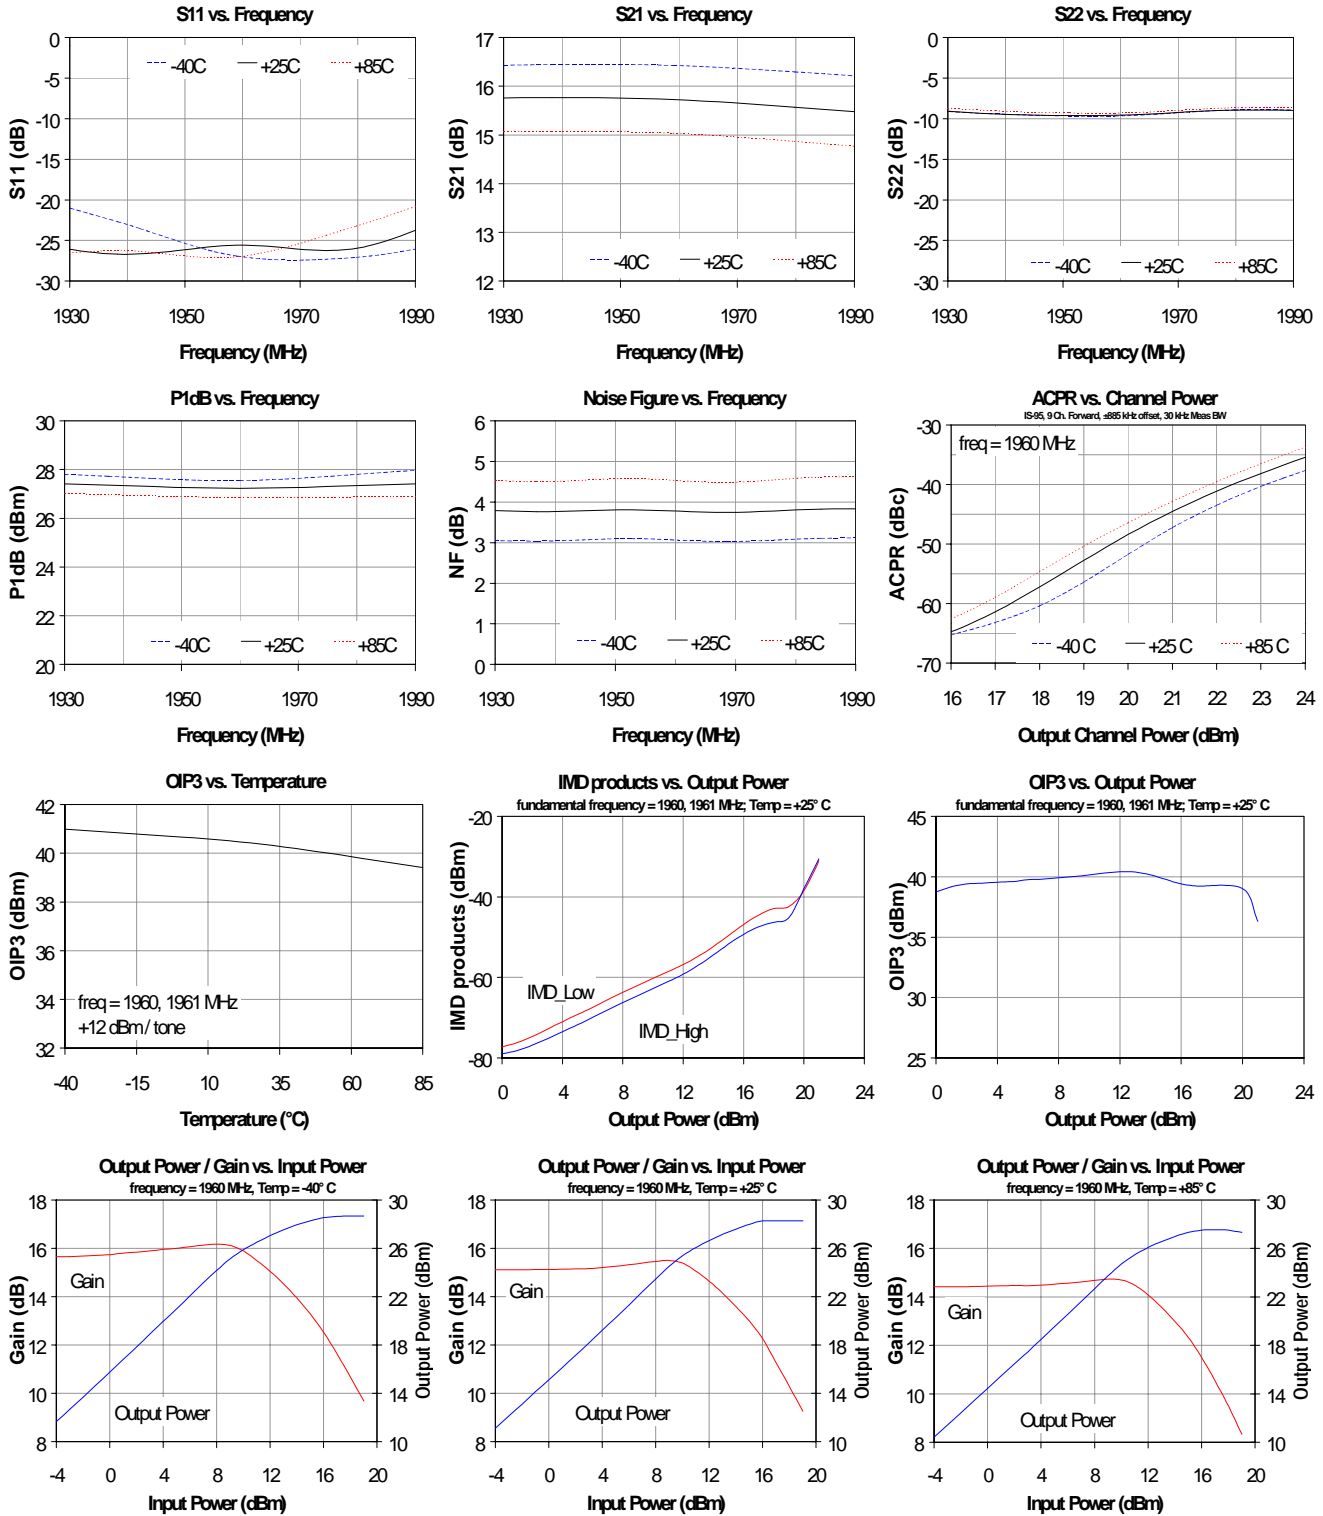 S11 vs. Frequency
0
-5
-10
-15
-20
-25
-30
S11 (dB)
-40C +25C +85C
1930 1950 1970 1990
Frequency (MHz)
S21 vs. Frequency
17
16
15
14
13
12
S21 (dB)
-40C +25C +85C
1930 1950 1970 1990
Frequency (MHz)
S22 vs. Frequency
0
-5
-10
-15
-20
-25
-30
S22 (dB)
-40C +25C +85C
1930 1950 1970 1990
Frequency (MHz)
P1dB vs. Frequency
30
28
26
24
22
20
P1dB (dBm)
-40C +25C +85C
1930 1950 1970 1990
Frequency (MHz)
Noise Figure vs. Frequency
6
5
4
3
2
1
0
NF (dB)
-40C +25C +85C
1930 1950 1970 1990
Frequency (MHz)
ACPR vs. Channel Power
IS-95, 9 Ch. Forward, ±885 kHz offset, 30 kHz Meas BW
-30
-40
-50
-60
-70
ACPR (dBc)
freq = 1960 MHz
-40 C +25 C +85 C
16 17 18 19 20 21 22 23 24
Output Channel Power (dBm)
OIP3 vs. Temperature
42
40
38
36
34
32
OIP3 (dBm)
freq = 1960, 1961 MHz
+12 dBm / tone
-40 -15 10 35 60 85
Temperature (°C)
IMD products vs. Output Power
fundamental frequency = 1960, 1961 MHz; Temp = +25° C
-20
-40
-60
-80
IMD products (dBm)
IMD_Low
IMD_High
0 4 8 12 16 20 24
Output Power (dBm)
OIP3 vs. Output Power
fundamental frequency = 1960, 1961 MHz; Temp = +25° C
45
40
35
30
25
OIP3 (dBm)
0 4 8 12 16 20 24
Output Power (dBm)
Output Power / Gain vs. Input Power
frequency = 1960 MHz, Temp = -40° C
18
16
14
12
10
8
Gain (dB)
Gain
Output Power
30
26
22
18
14
10
Output Power (dBm)
-4 0 4 8 12 16 20
Input Power (dBm)
Output Power / Gain vs. Input Power
frequency = 1960 MHz, Temp = +25° C
18
16
14
12
10
8
Gain (dB)
Gain
Output Power
30
26
22
18
14
10
Output Power (dBm)
-4 0 4 8 12 16 20
Input Power (dBm)
Output Power / Gain vs. Input Power
frequency = 1960 MHz, Temp = +85° C
18
16
14
12
10
8
Gain (dB)
Gain
Output Power
30
26
22
18
14
10
Output Power (dBm)
-4 0 4 8 12 16 20
Input Power (dBm)